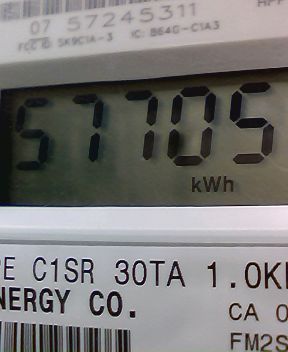 07 57245311
FCC ID: SK9C1A-3 IC: 864G-C1A3
57705
kWh
PE C1SR 30TA 1.0K
NERGY CO.
CA 0
FM2S